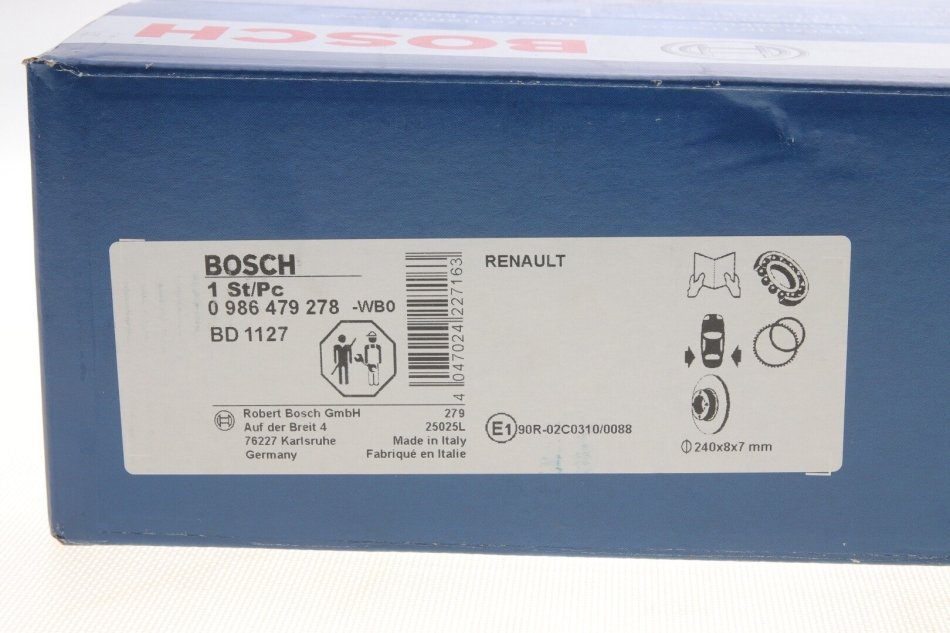 BOSCH
BOSCH
1 St/Pc
0 986 479 278 -WB0
BD 1127
4 047024 227163
Robert Bosch GmbH
Auf der Breit 4
76227 Karlsruhe
Germany
279
25025L
Made in Italy
Fabriqué en Italie
RENAULT
E1 90R-02C0310/0088
240x8x7 mm